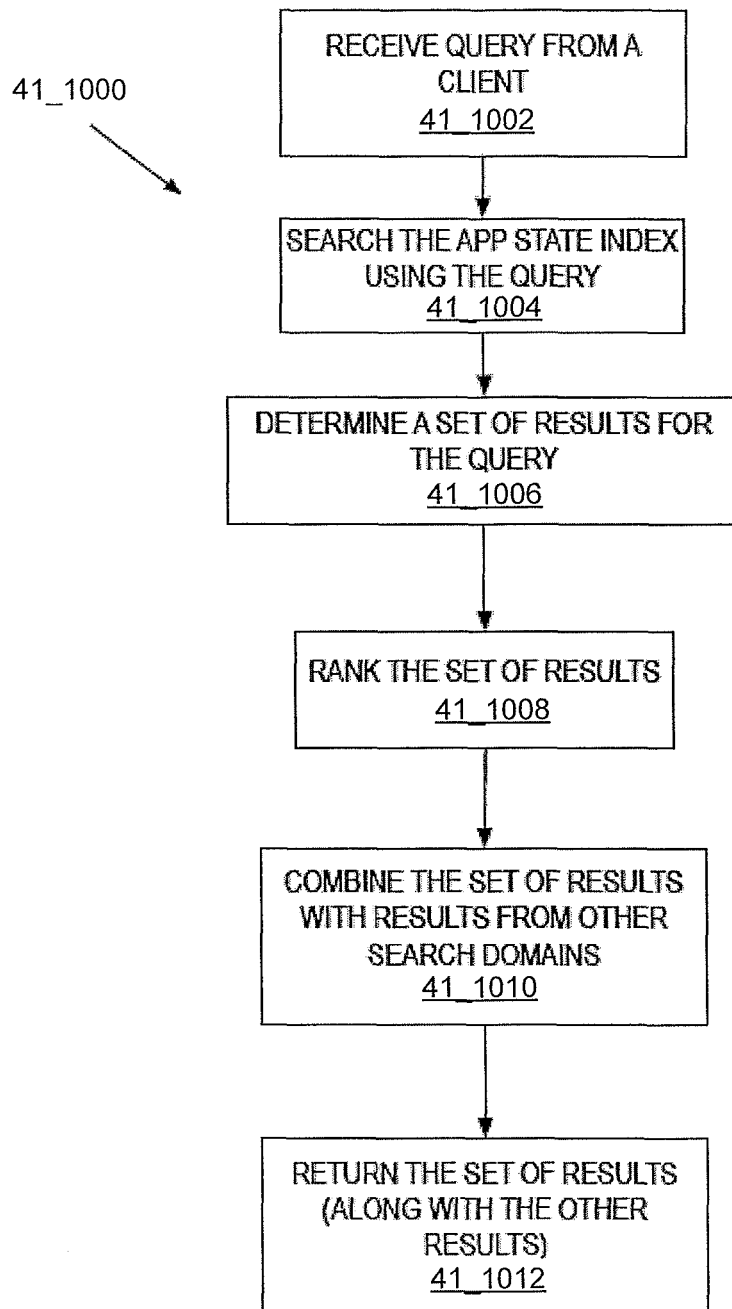 41_1000
RECEIVE QUERY FROM A
CLIENT
41_1002
SEARCH THE APP STATE INDEX
USING THE QUERY
41_1004
DETERMINE A SET OF RESULTS FOR
THE QUERY
41_1006
RANK THE SET OF RESULTS
41_1008
COMBINE THE SET OF RESULTS
WITH RESULTS FROM OTHER
SEARCH DOMAINS
41_1010
RETURN THE SET OF RESULTS
(ALONG WITH THE OTHER
RESULTS)
41_1012